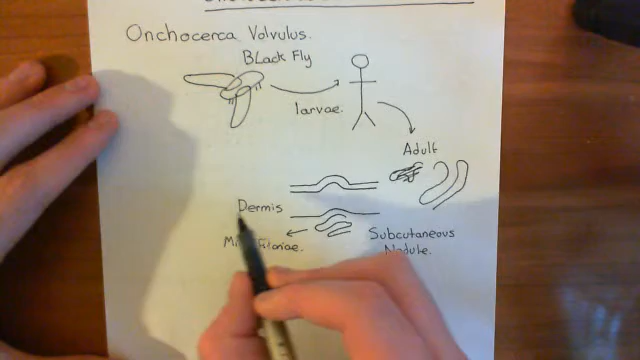 Onchocerca Volvulus.
BLack Fly
larvae.
Adult
Dermis
Subcutaneous
Nodule.